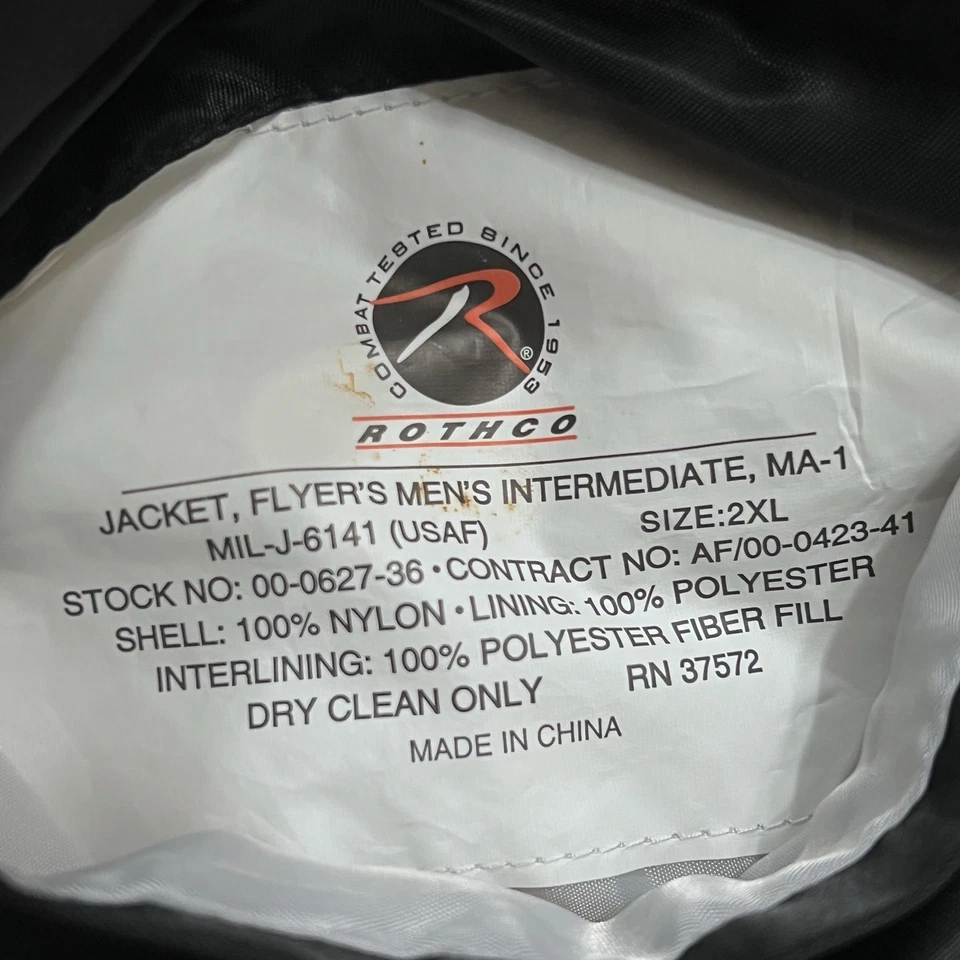 COMBAT TESTED SINCE 1953
R ®
ROTHCO
JACKET, FLYER'S MEN'S INTERMEDIATE, MA-1
MIL-J-6141 (USAF) SIZE:2XL
STOCK NO: 00-0627-36 • CONTRACT NO: AF/00-0423-41
SHELL: 100% NYLON • LINING: 100% POLYESTER
INTERLINING: 100% POLYESTER FIBER FILL
DRY CLEAN ONLY RN 37572
MADE IN CHINA